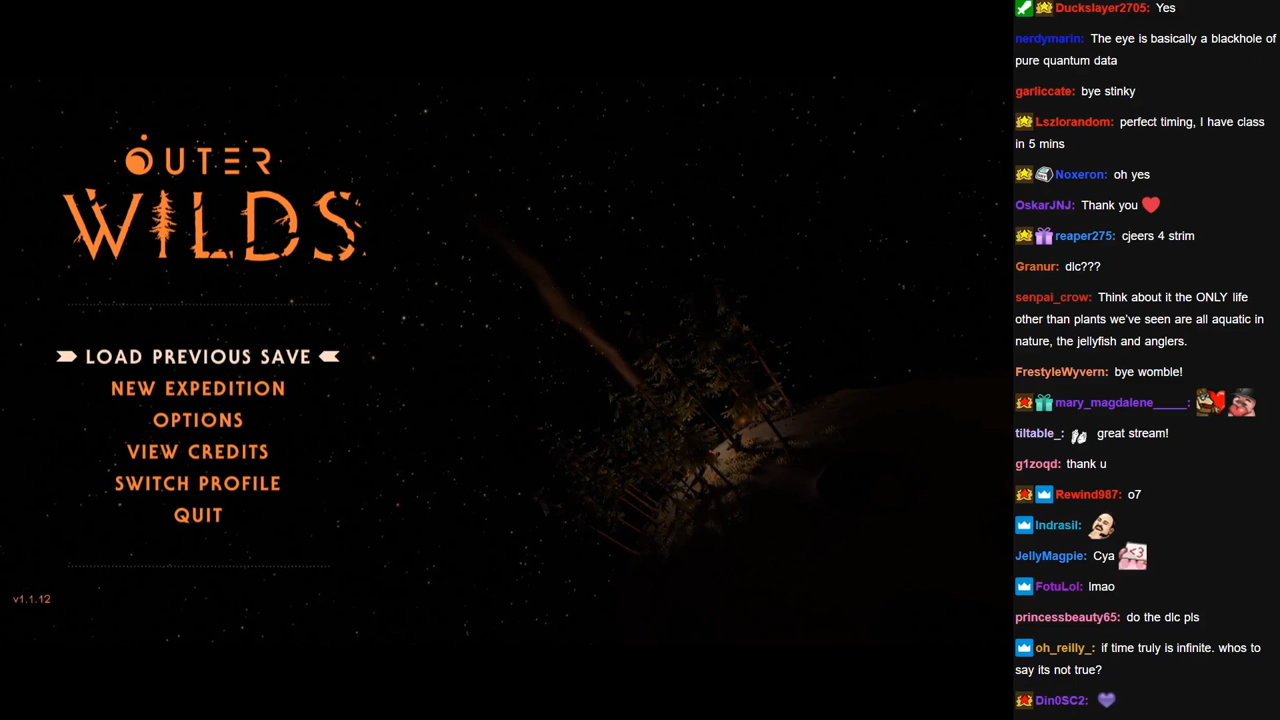 OUTER
WILDS
LOAD PREVIOUS SAVE
NEW EXPEDITION
OPTIONS
VIEW CREDITS
SWITCH PROFILE
QUIT
v1.1.12
Duckslayer2705: Yes
nerdymarin: The eye is basically a blackhole of
pure quantum data
garliccate: bye stinky
Lszlorandom: perfect timing, I have class
in 5 mins
Noxeron: oh yes
OskarJNJ: Thank you
reaper275: cjeers 4 strim
Granur: dlc???
senpai_crow: Think about it the ONLY life
other than plants we've seen are all aquatic in
nature, the jellyfish and anglers.
FrestyleWyvern: bye womble!
mary_magdalene_____:
tiltable_: great stream!
g1zoqd: thank u
Rewind987: o7
Indrasil:
JellyMagpie: Cya <3
FotuLol: lmao
princessbeauty65: do the dlc pls
oh_reilly_: if time truly is infinite. whos to
say its not true?
Din0SC2: